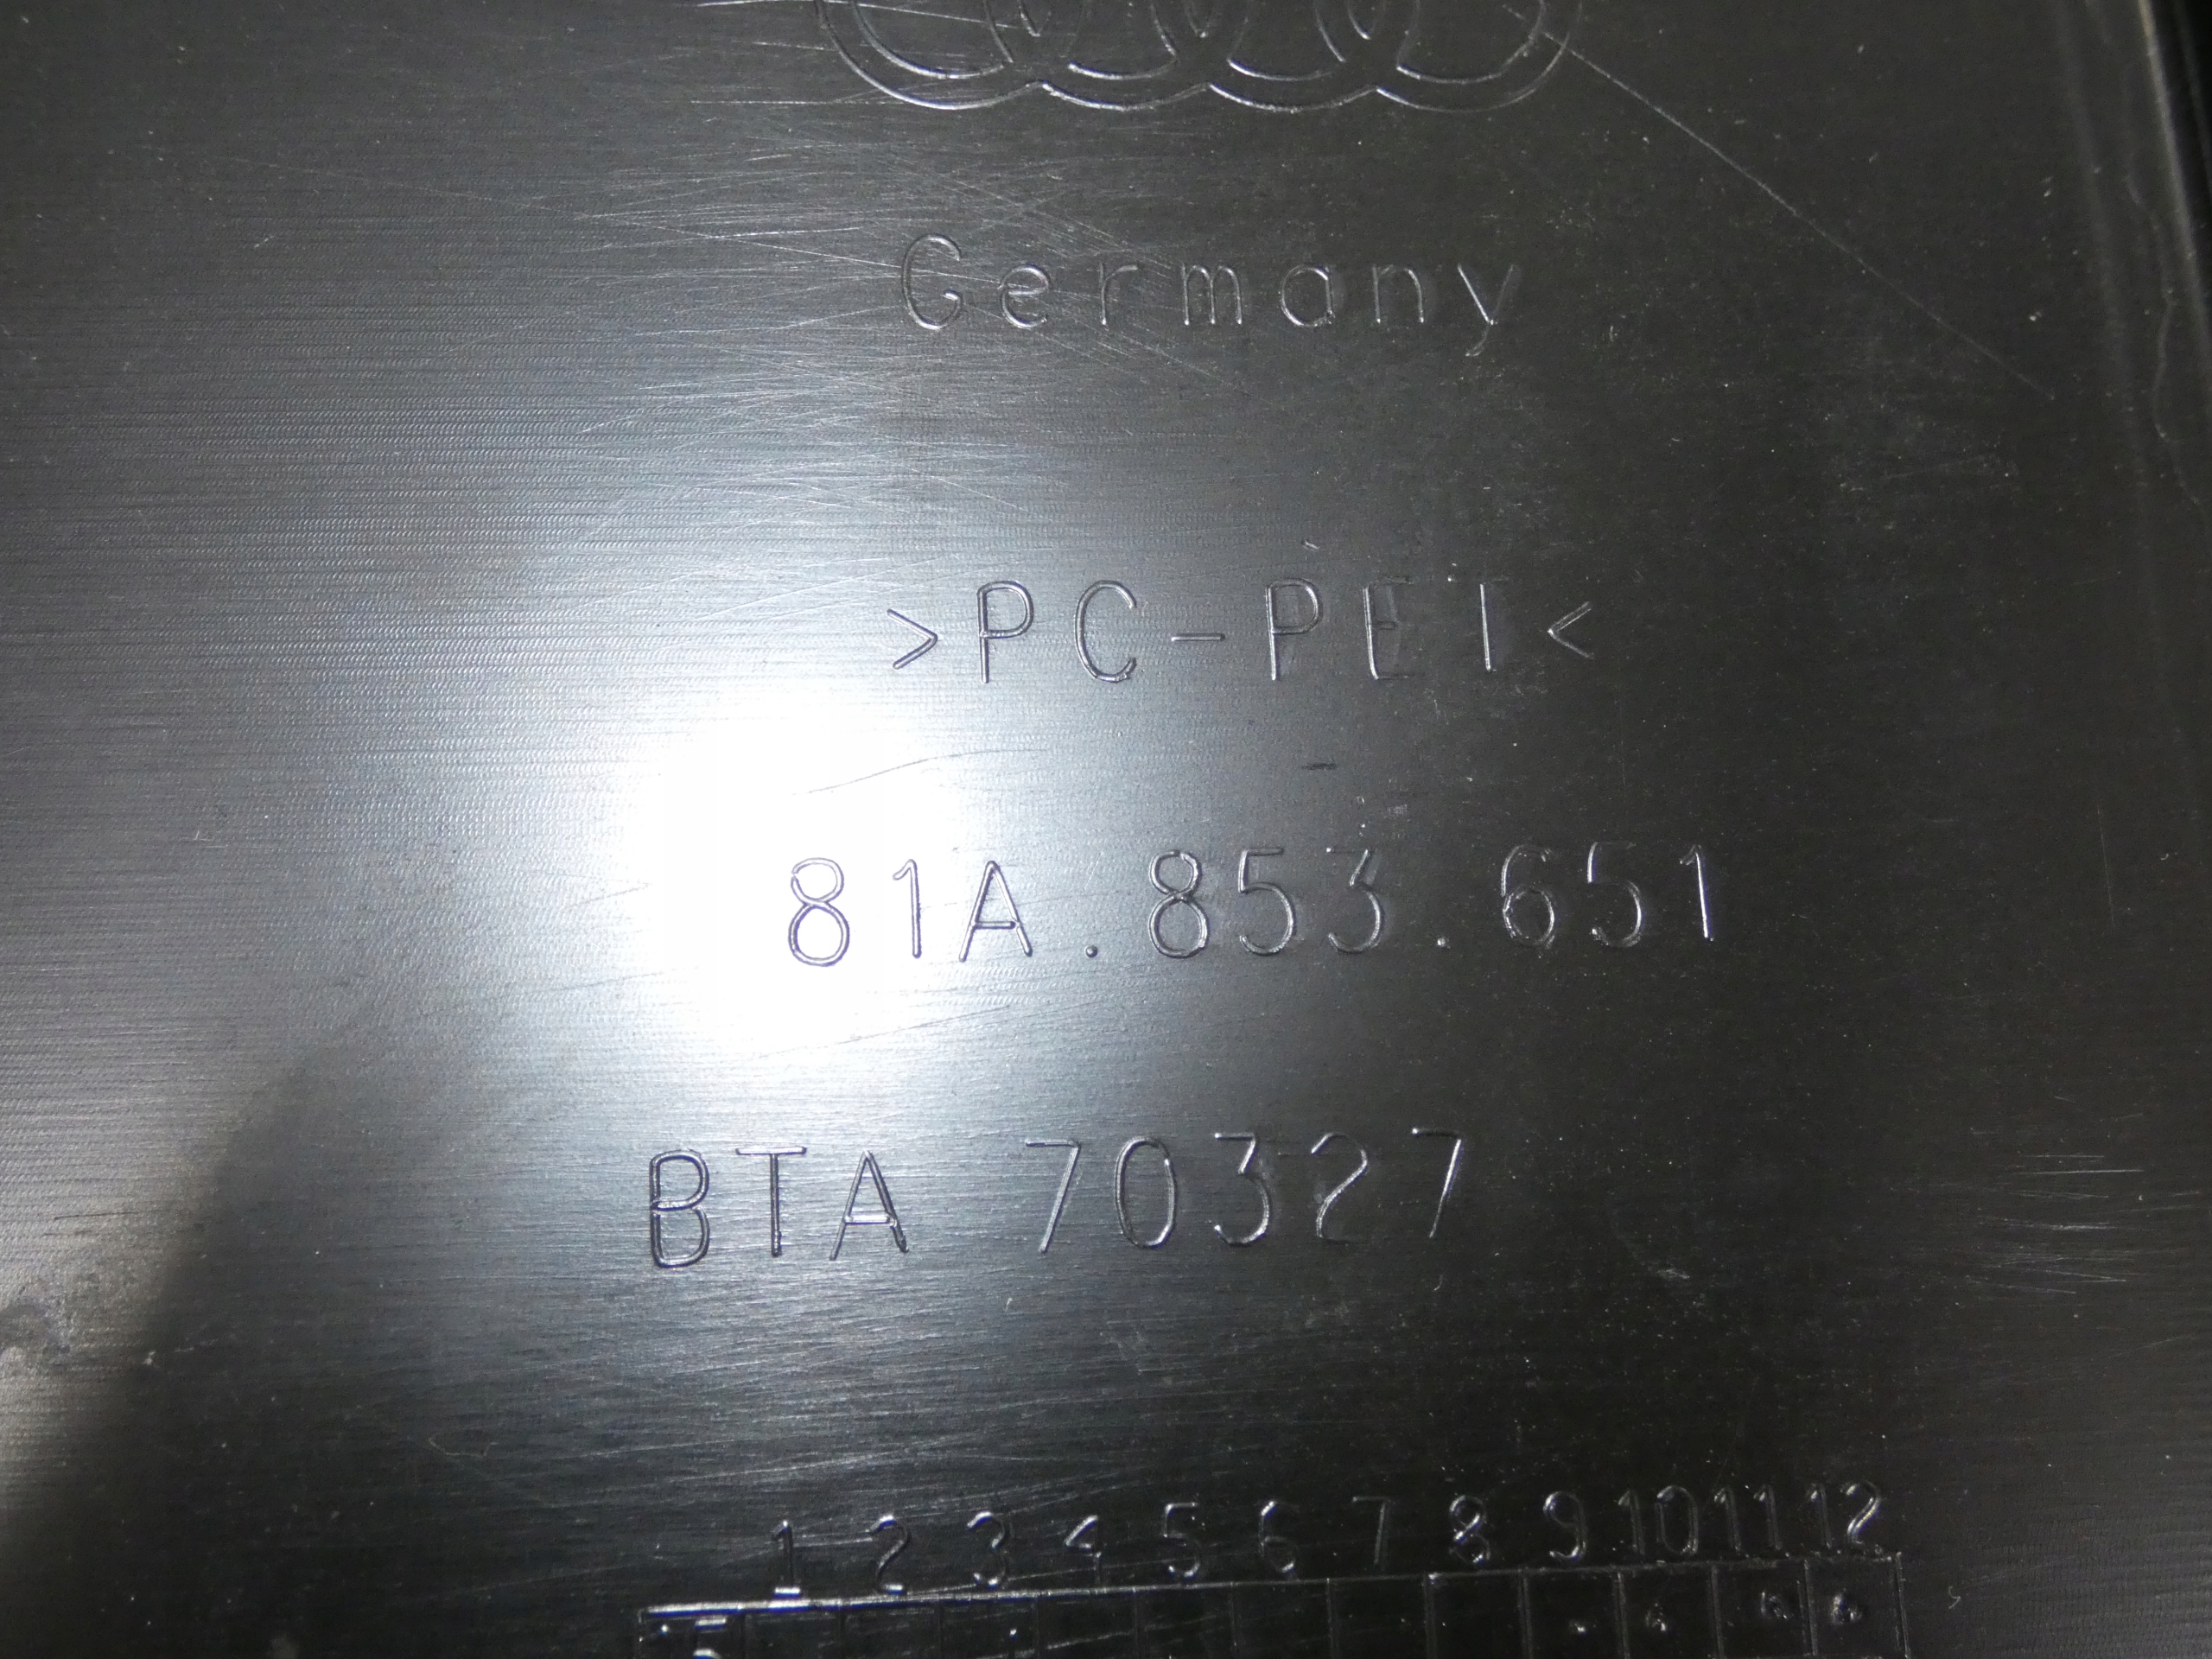 Germany
>PC-PET<
81A.853.651
BTA 70327
1 2 3 4 5 6 7 8 9 10 11 12